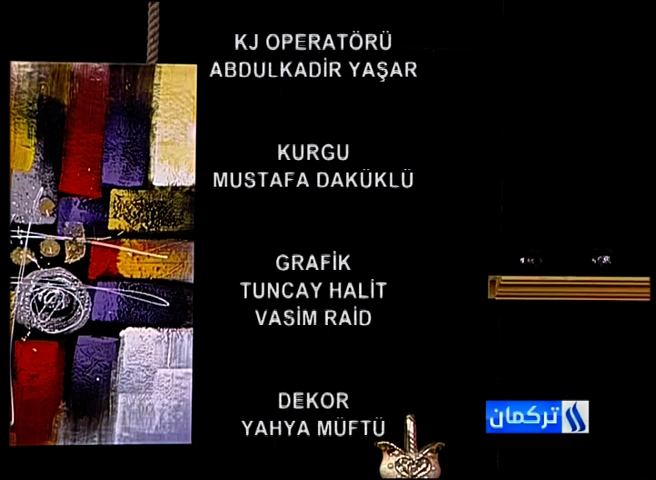 KJ OPERATÖRÜ
ABDULKADİR YAŞAR
KURGU
MUSTAFA DAKÜKLÜ
GRAFİK
TUNCAY HALİT
VASİM RAİD
DEKOR
YAHYA MÜFTÜ
تركمان